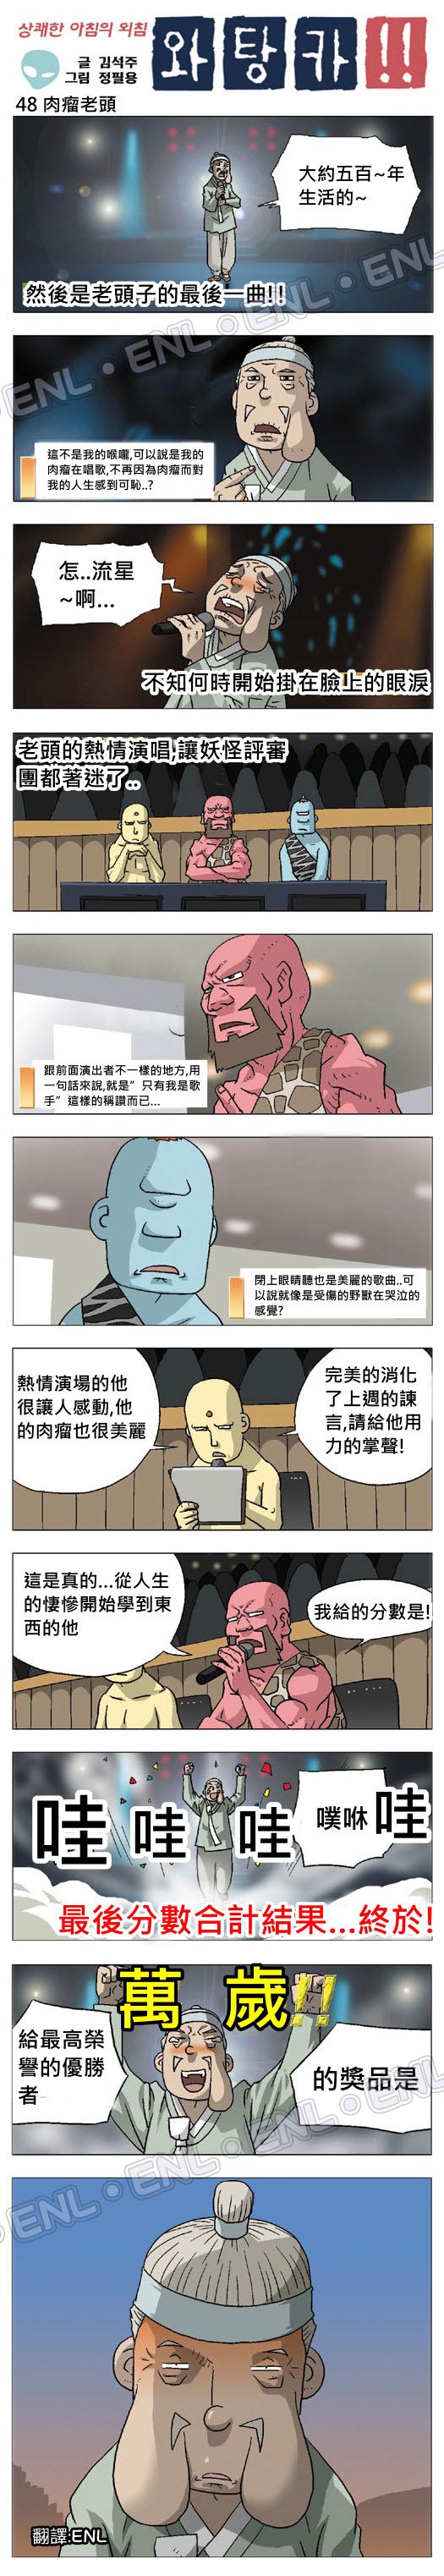 상쾌한 아침의 외침
글 김석주
그림 정필용
와탕카!!
48 肉瘤老頭
大約五百~年
生活的~
然後是老頭子的最後一曲!!
ENL • ENL • ENL • ENL
這不是我的喉嚨,可以說是我的
肉瘤在唱歌,不再因為肉瘤而對
我的人生感到可恥..?
怎..流星
~啊...
不知何時開始掛在臉上的眼淚
老頭的熱情演唱,讓妖怪評審
團都著迷了..
跟前面演出者不一樣的地方,用
一句話來說,就是”只有我是歌
手”這樣的稱讚而已...
閉上眼睛聽也是美麗的歌曲..可
以說就像是受傷的野獸在哭泣的
感覺?
熱情演場的他
很讓人感動,他
的肉瘤也很美麗
完美的消化
了上週的諫
言,請給他用
力的掌聲!
這是真的...從人生
的悽慘開始學到東
西的他
我給的分數是!
哇 哇 哇 噗咻 哇
最後分數合計結果...終於!
萬 歲!!
給最高榮
譽的優勝
者
的獎品是
ENL • ENL • ENL • ENL
翻譯:ENL